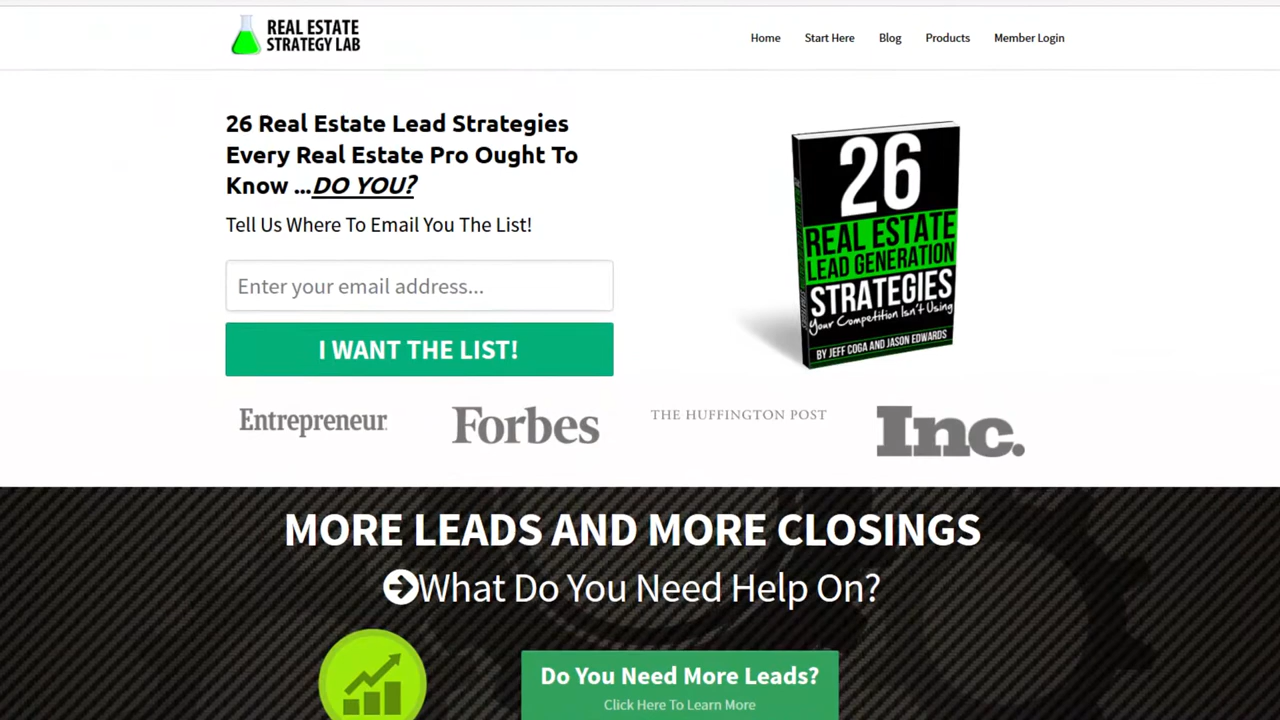 REAL ESTATE
STRATEGY LAB
Home Start Here Blog Products Member Login
26 Real Estate Lead Strategies
Every Real Estate Pro Ought To
Know ...DO YOU?
Tell Us Where To Email You The List!
Enter your email address...
I WANT THE LIST!
26
REAL ESTATE
LEAD GENERATION
STRATEGIES
Your Competition Isn't Using
BY JEFF COGA AND JASON EDWARDS
Entrepreneur
Forbes
THE HUFFINGTON POST
Inc.
MORE LEADS AND MORE CLOSINGS
What Do You Need Help On?
Do You Need More Leads?
Click Here To Learn More